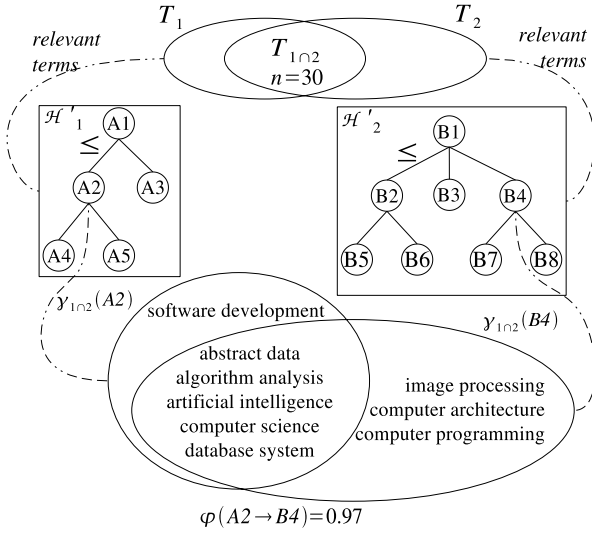 T₁ T₂
relevant terms
relevant terms
T₁∩₂
n=30
ℋ'₁
A1
≤
A2 A3
A4 A5
ℋ'₂
B1
≤
B2 B3 B4
B5 B6 B7 B8
γ₁∩₂(A2)
γ₁∩₂(B4)
software development
abstract data
algorithm analysis
artificial intelligence
computer science
database system
image processing
computer architecture
computer programming
φ(A2→B4)=0.97